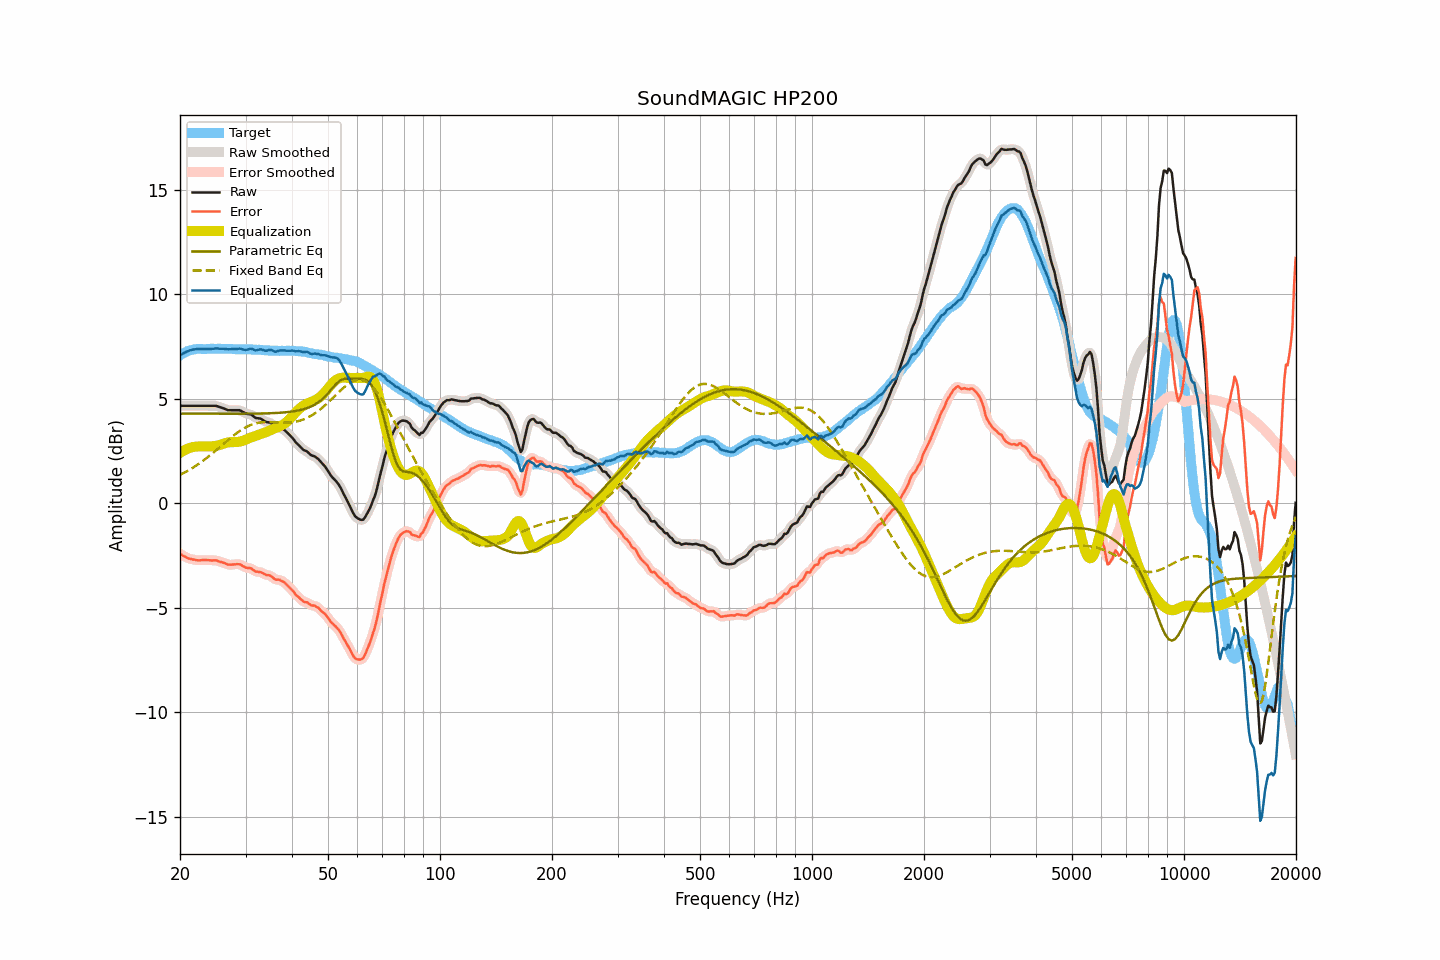 SoundMAGIC HP200
Target
Raw Smoothed
Error Smoothed
Raw
Error
Equalization
Parametric Eq
Fixed Band Eq
Equalized
15
10
5
0
−5
−10
−15
Amplitude (dBr)
20 50 100 200 500 1000 2000 5000 10000 20000
Frequency (Hz)